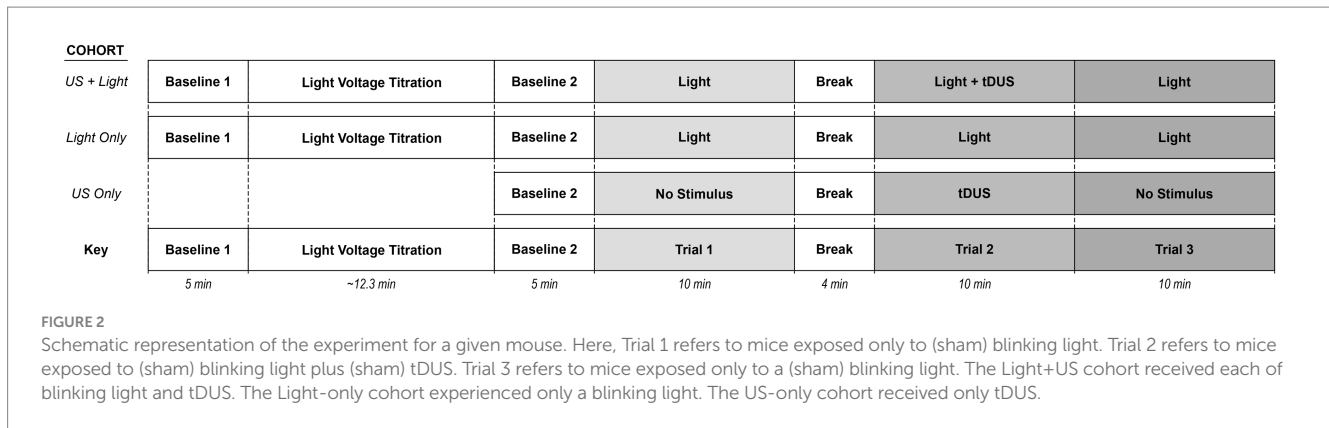 COHORT
US + Light Baseline 1 Light Voltage Titration Baseline 2 Light Break Light + tDUS Light
Light Only Baseline 1 Light Voltage Titration Baseline 2 Light Break Light Light
US Only Baseline 2 No Stimulus Break tDUS No Stimulus
Key Baseline 1 Light Voltage Titration Baseline 2 Trial 1 Break Trial 2 Trial 3
5 min ~12.3 min 5 min 10 min 4 min 10 min 10 min
FIGURE 2
Schematic representation of the experiment for a given mouse. Here, Trial 1 refers to mice exposed only to (sham) blinking light. Trial 2 refers to mice
exposed to (sham) blinking light plus (sham) tDUS. Trial 3 refers to mice exposed only to a (sham) blinking light. The Light+US cohort received each of
blinking light and tDUS. The Light-only cohort experienced only a blinking light. The US-only cohort received only tDUS.